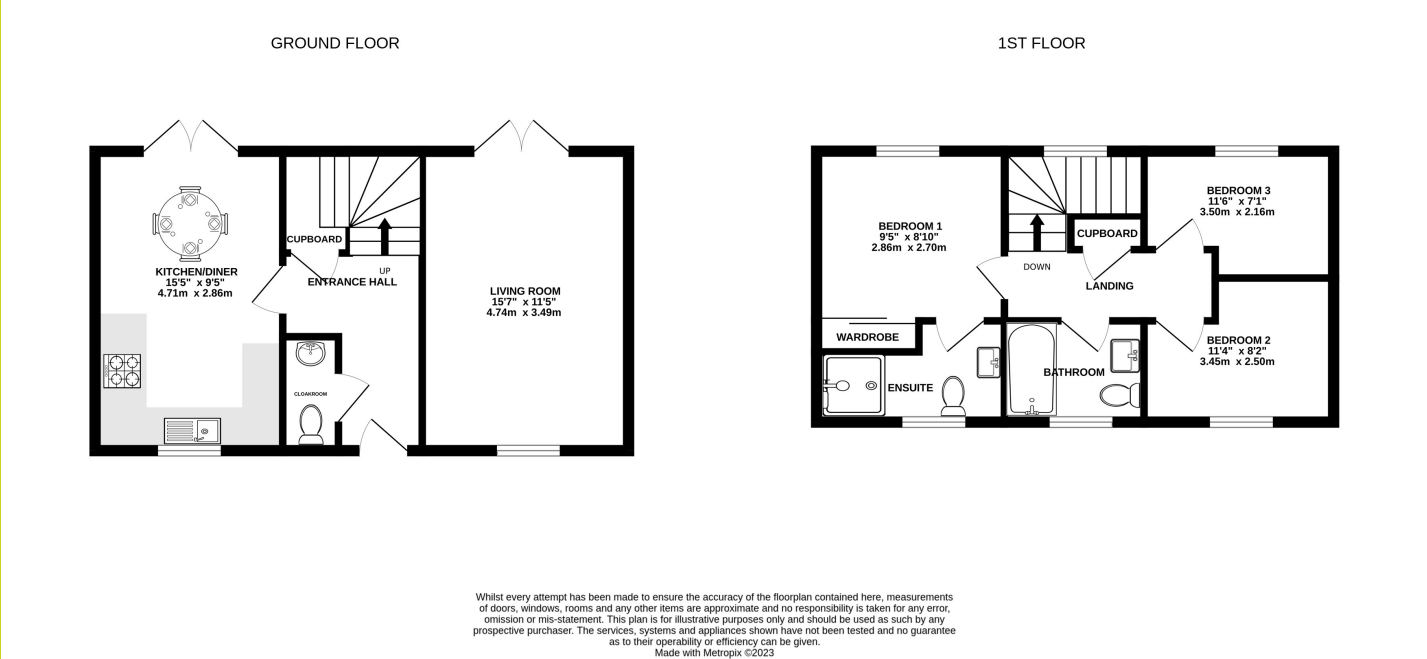 GROUND FLOOR
1ST FLOOR
KITCHEN/DINER
15'5" x 9'5"
4.71m x 2.86m
CUPBOARD
UP
ENTRANCE HALL
CLOAKROOM
LIVING ROOM
15'7" x 11'5"
4.74m x 3.49m
BEDROOM 1
9'5" x 8'10"
2.86m x 2.70m
WARDROBE
ENSUITE
DOWN
CUPBOARD
LANDING
BATHROOM
BEDROOM 3
11'6" x 7'1"
3.50m x 2.16m
BEDROOM 2
11'4" x 8'2"
3.45m x 2.50m
Whilst every attempt has been made to ensure the accuracy of the floorplan contained here, measurements
of doors, windows, rooms and any other items are approximate and no responsibility is taken for any error,
omission or mis-statement. This plan is for illustrative purposes only and should be used as such by any
prospective purchaser. The services, systems and appliances shown have not been tested and no guarantee
as to their operability or efficiency can be given.
Made with Metropix ©2023